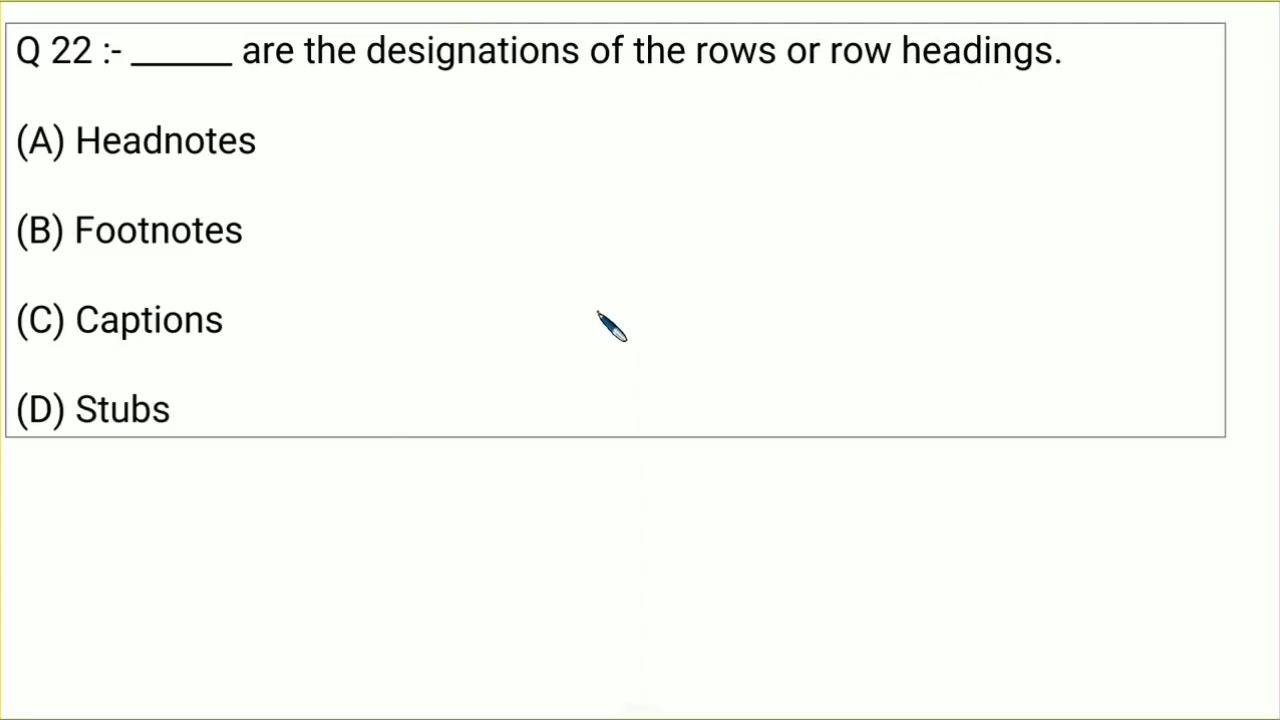 Q 22 :- ______ are the designations of the rows or row headings.
(A) Headnotes
(B) Footnotes
(C) Captions
(D) Stubs